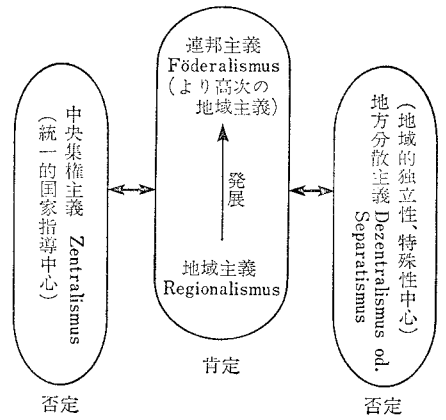 連邦主義
Föderalismus
(より高次の
地域主義)
発展
地域主義
Regionalismus
肯定
中央集権主義 Zentralismus
(統一的国家指導中心)
否定
(地域的独立性、特殊性中心)
地方分散主義 Dezentralismus od.
Separatismus
否定